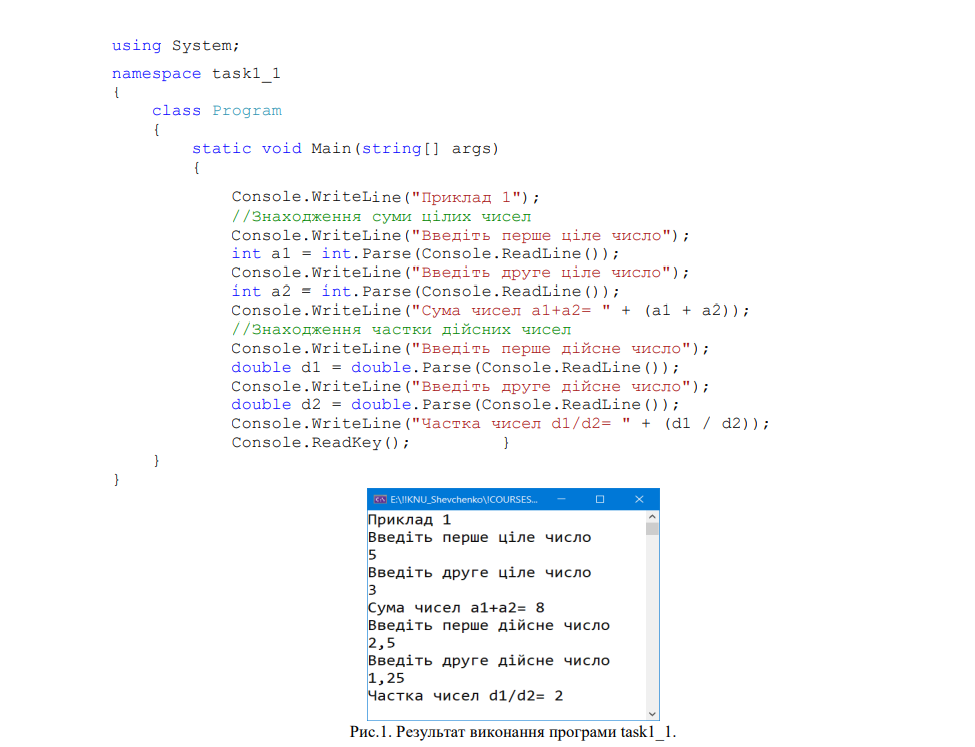 using System;
namespace task1_1
{
class Program
{
static void Main(string[] args)
{
Console.WriteLine("Приклад 1");
//Знаходження суми цілих чисел
Console.WriteLine("Введіть перше ціле число");
int a1 = int.Parse(Console.ReadLine());
Console.WriteLine("Введіть друге ціле число");
int a2 = int.Parse(Console.ReadLine());
Console.WriteLine("Сума чисел a1+a2= " + (a1 + a2));
//Знаходження частки дійсних чисел
Console.WriteLine("Введіть перше дійсне число");
double d1 = double.Parse(Console.ReadLine());
Console.WriteLine("Введіть друге дійсне число");
double d2 = double.Parse(Console.ReadLine());
Console.WriteLine("Частка чисел d1/d2= " + (d1 / d2));
Console.ReadKey(); }
}
}
E:\!!KNU_Shevchenko\!COURSES...
Приклад 1
Введіть перше ціле число
5
Введіть друге ціле число
3
Сума чисел a1+a2= 8
Введіть перше дійсне число
2,5
Введіть друге дійсне число
1,25
Частка чисел d1/d2= 2
Рис.1. Результат виконання програми task1_1.